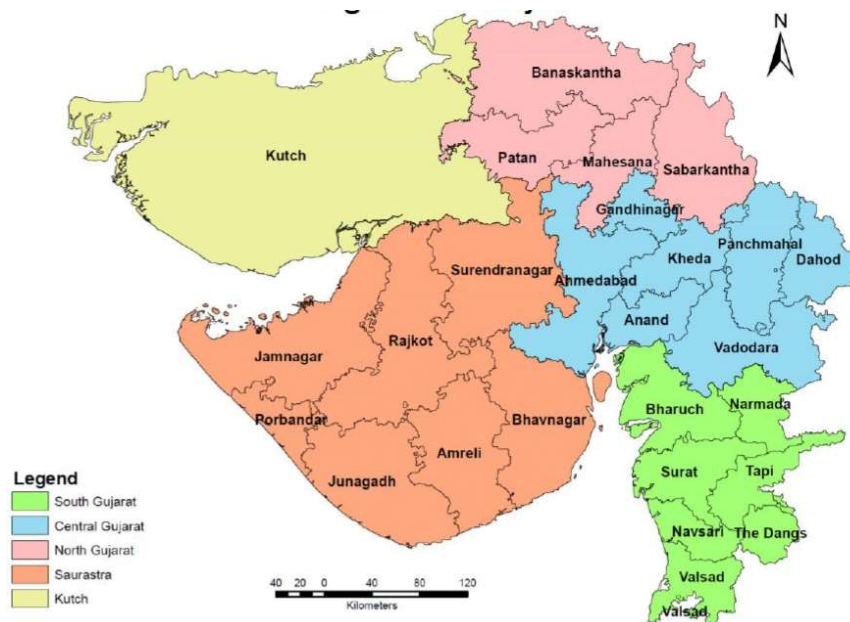 N
Banaskantha
Kutch
Patan
Mahesana
Sabarkantha
Gandhinagar
Surendranagar
Ahmedabad
Kheda
Panchmahal
Dahod
Anand
Jamnagar
Rajkot
Vadodara
Porbandar
Junagadh
Amreli
Bhavnagar
Bharuch
Narmada
Surat
Tapi
Navsari
The Dangs
Valsad
Valsad
Legend
South Gujarat
Central Gujarat
North Gujarat
Saurastra
Kutch
40 20 0 40 80 120
Kilometers